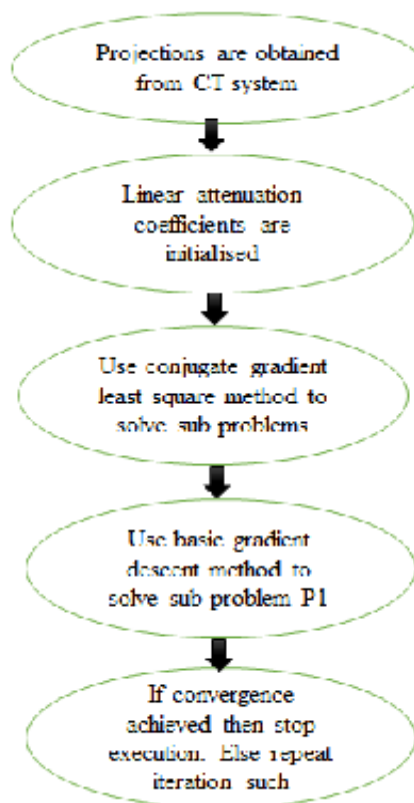 Projections are obtained
from CT system
Linear attenuation
coefficients are
initialised
Use conjugate gradient
least square method to
solve sub problems
Use basic gradient
descent method to
solve sub problem P1
If convergence
achieved then stop
execution. Else repeat
iteration such